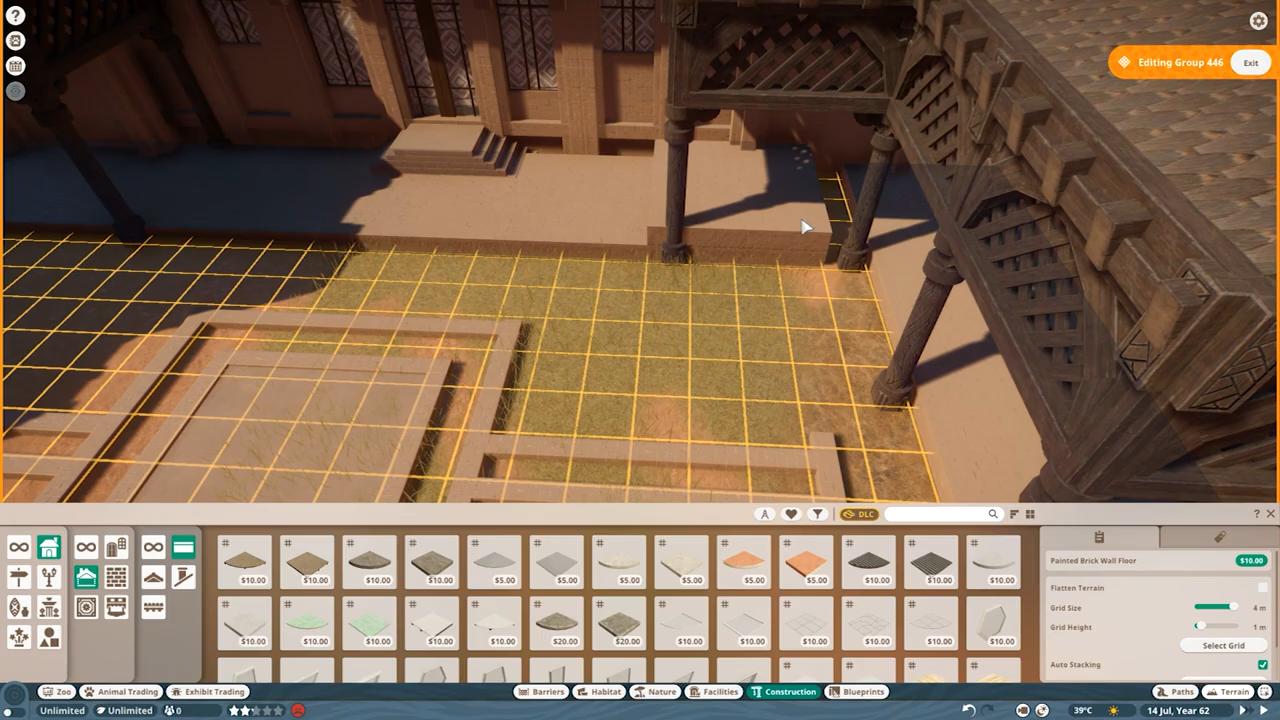 ?
Editing Group 446 Exit
DLC
? ×
$10.00 $10.00 $10.00 $10.00 $5.00 $5.00 $5.00 $5.00 $5.00 $5.00 $10.00 $10.00 $10.00
$10.00 $10.00 $10.00 $10.00 $10.00 $20.00 $20.00 $10.00 $10.00 $10.00 $10.00 $10.00 $10.00
Painted Brick Wall Floor $10.00
Flatten Terrain
Grid Size 4 m
Grid Height 1 m
Select Grid
Auto Stacking
Zoo Animal Trading Exhibit Trading Barriers Habitat Nature Facilities Construction Blueprints Paths Terrain
Unlimited Unlimited 0 39°C 14 Jul, Year 62